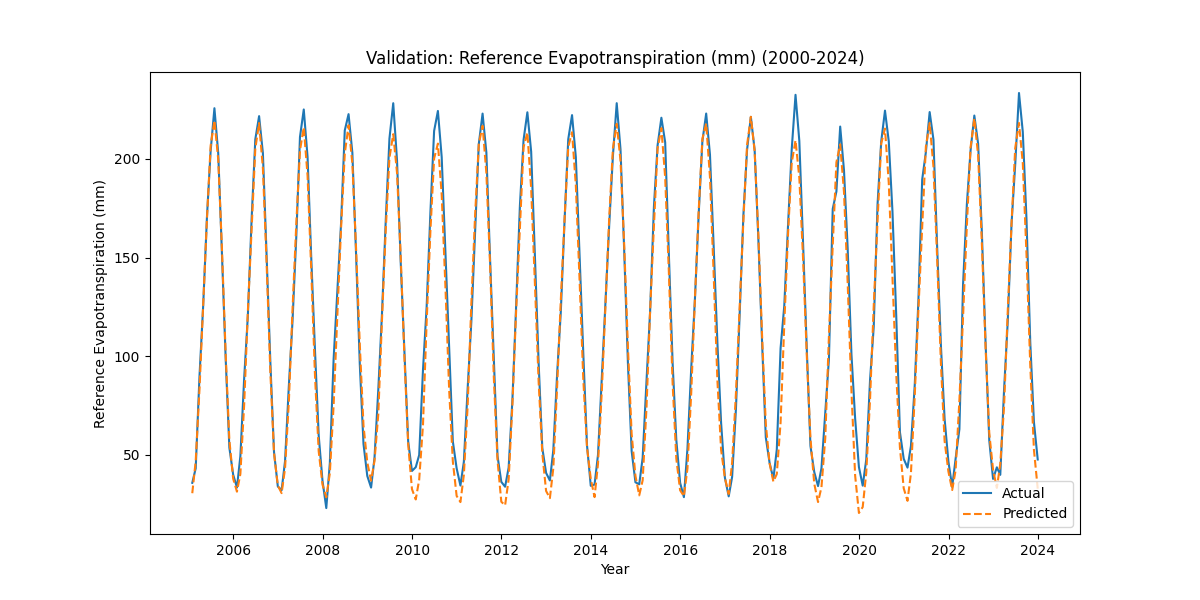 Validation: Reference Evapotranspiration (mm) (2000-2024)
Reference Evapotranspiration (mm)
200
150
100
50
2006 2008 2010 2012 2014 2016 2018 2020 2022 2024
Year
Actual
Predicted